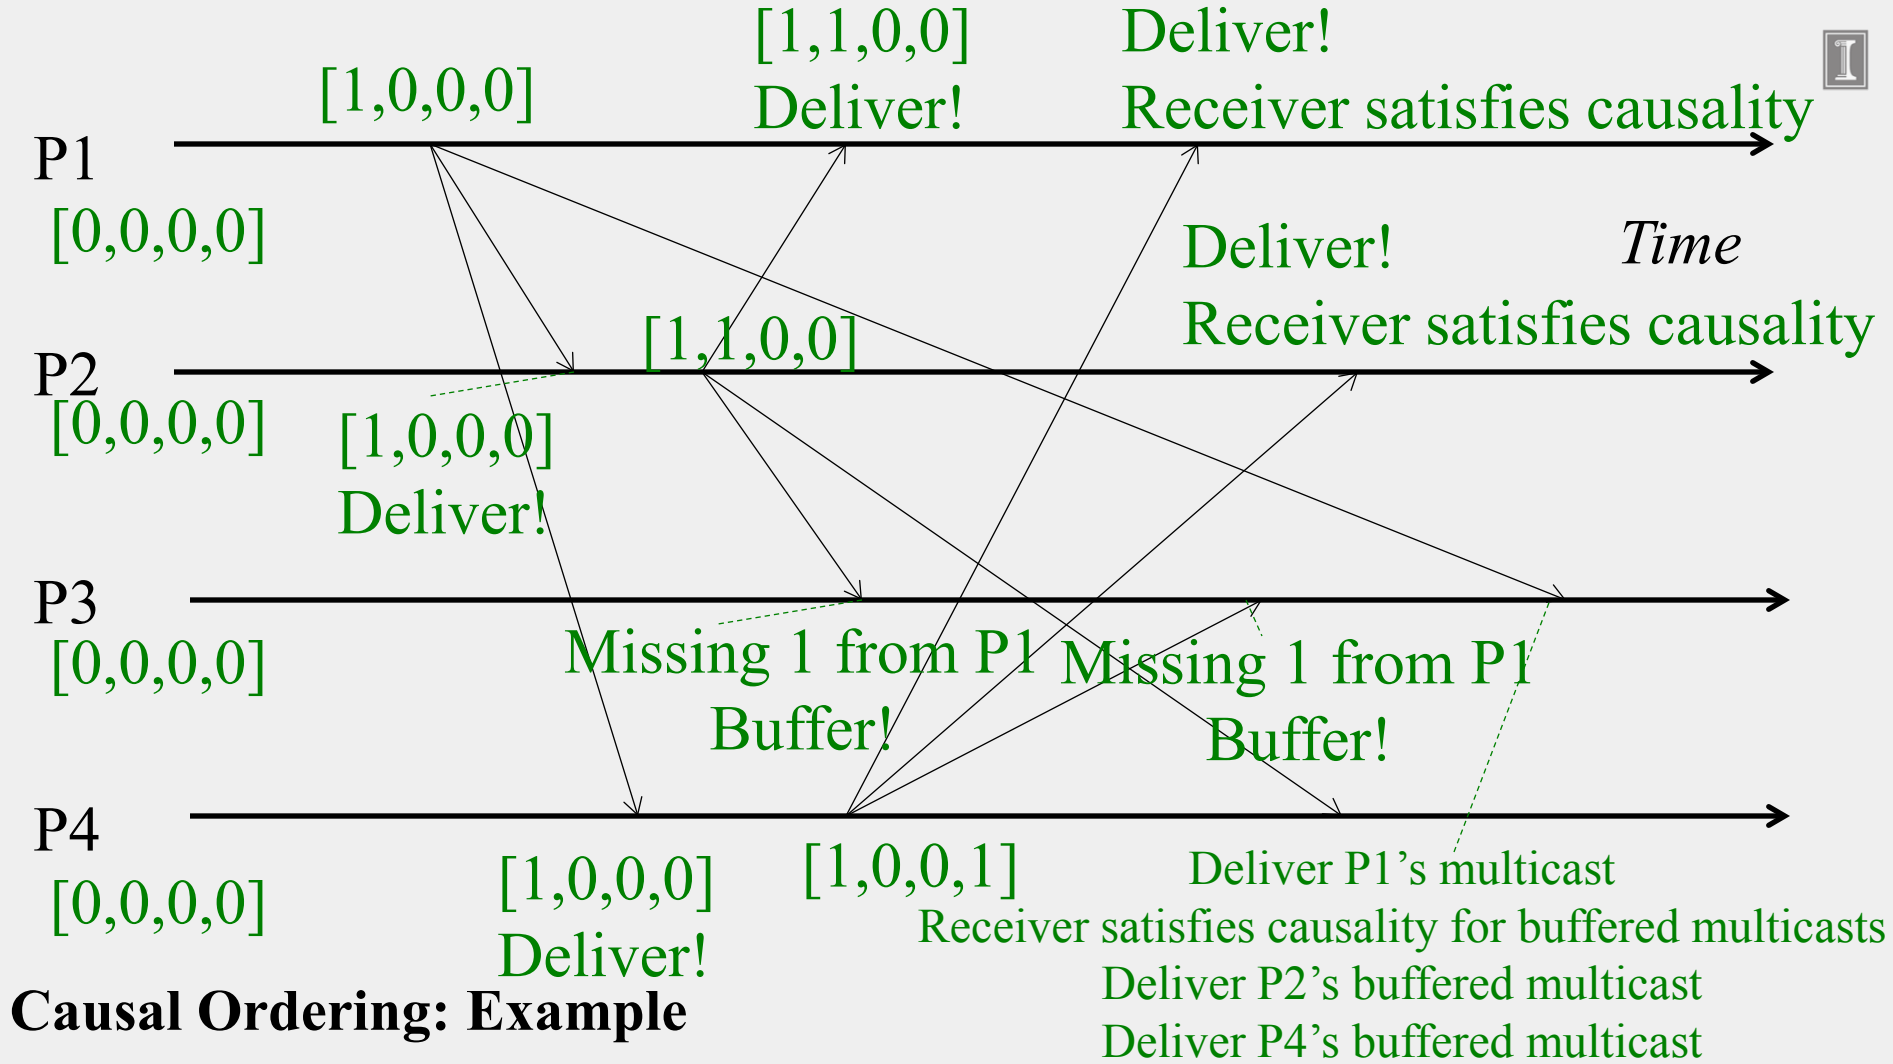 [1,1,0,0]
Deliver!
Deliver!
Receiver satisfies causality
[1,0,0,0]
P1
[0,0,0,0]
Time
Deliver!
Receiver satisfies causality
[1,1,0,0]
P2
[0,0,0,0]
[1,0,0,0]
Deliver!
P3
[0,0,0,0]
Missing 1 from P1
Buffer!
Missing 1 from P1
Buffer!
P4
[0,0,0,0]
[1,0,0,0]
Deliver!
[1,0,0,1]
Deliver P1’s multicast
Receiver satisfies causality for buffered multicasts
Deliver P2’s buffered multicast
Deliver P4’s buffered multicast
Causal Ordering: Example